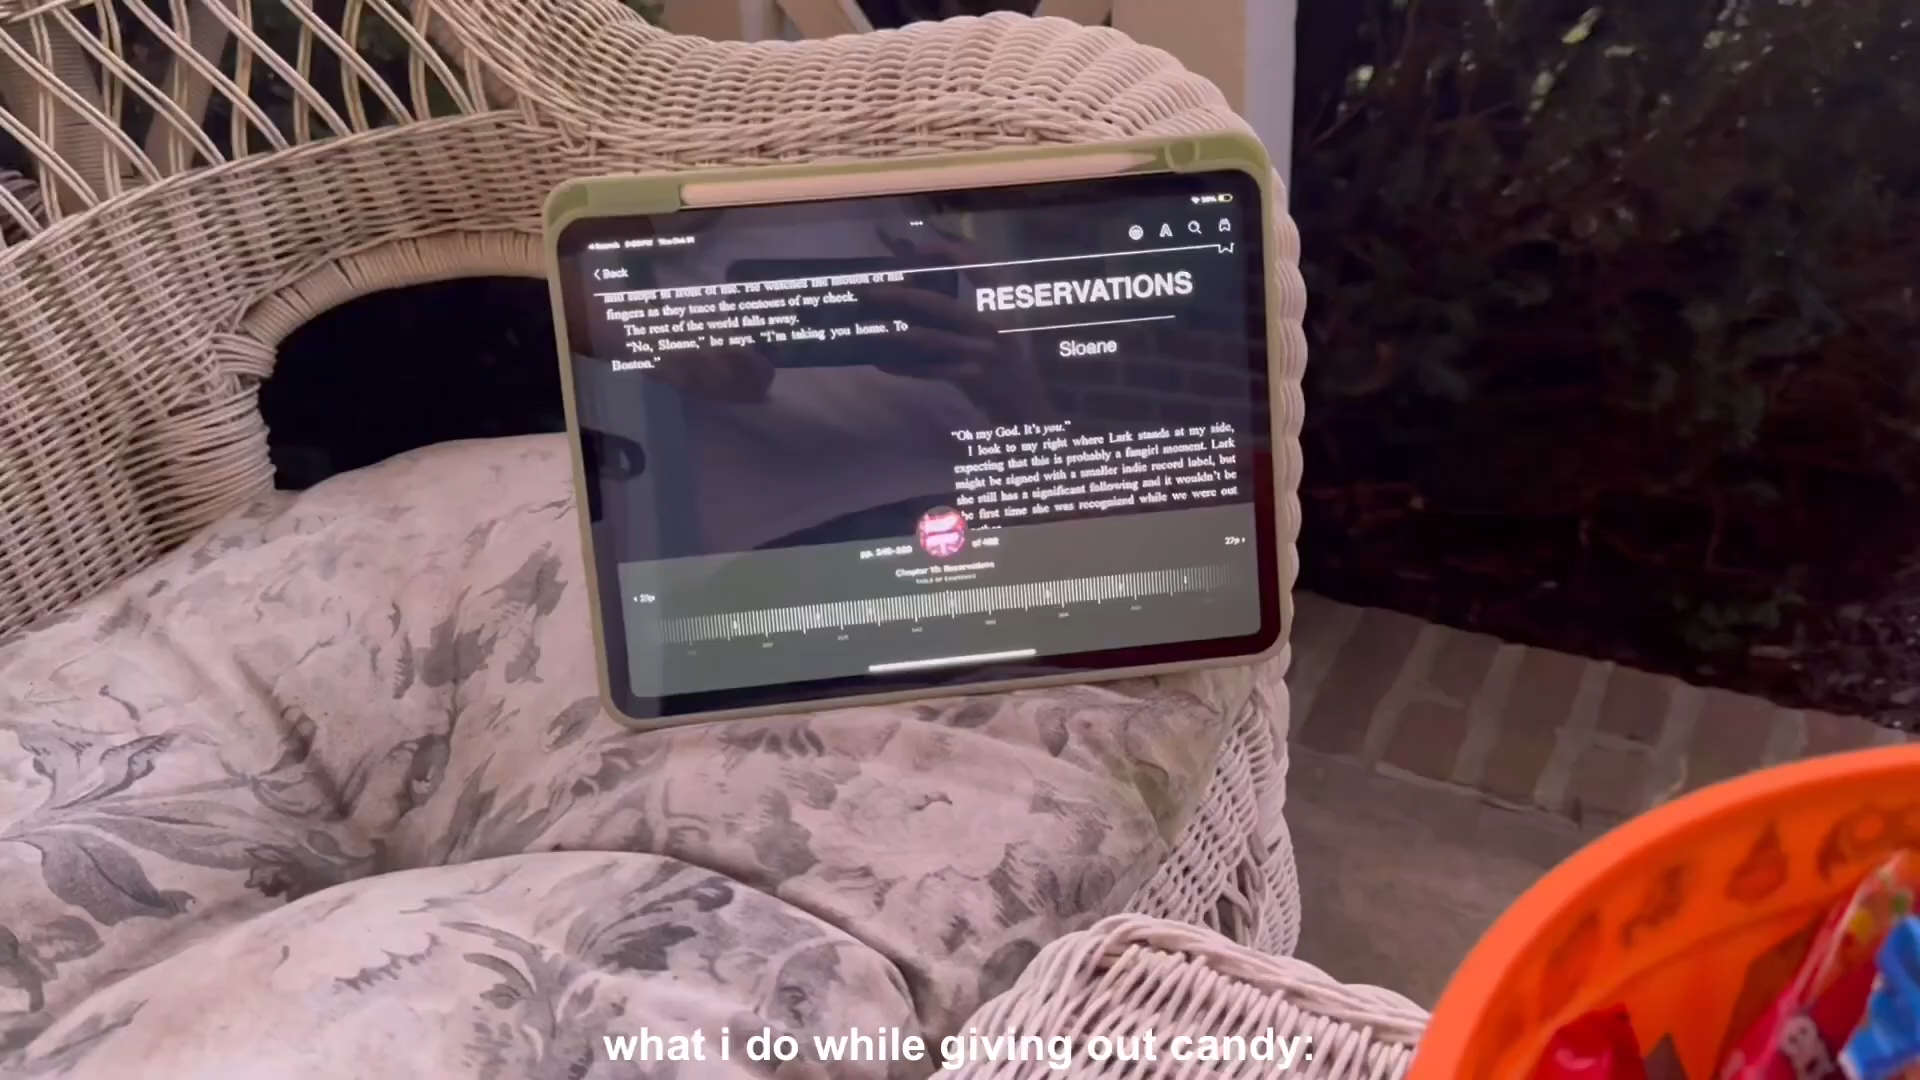 Back
and stops in front of me. He watches the motion of his
fingers as they trace the contours of my cheek.
The rest of the world falls away.
“No, Sloane,” he says. “I’m taking you home. To
Boston.”
RESERVATIONS
Sloane
“Oh my God. It’s you.”
I look to my right where Lark stands at my side,
expecting that this is probably a fangirl moment. Lark
might be signed with a smaller indie record label, but
she still has a significant following and it wouldn’t be
he first time she was recognized while we were out
27p
TABLE OF CONTENTS
what i do while giving out candy: